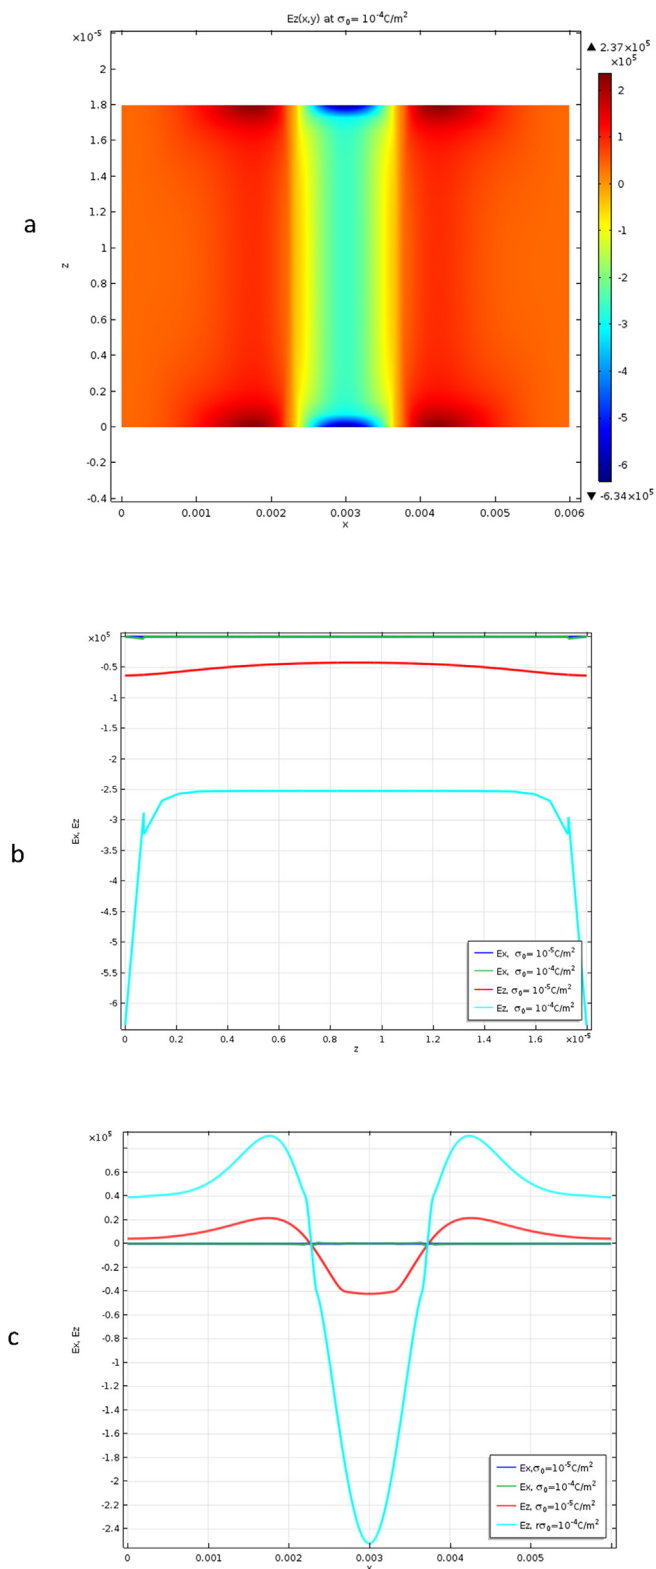 Ez(x,y) at σ₀= 10⁻⁴C/m²
×10⁻⁵
▲ 2.37×10⁵
×10⁵
2
1.8
1.6
1.4
1.2
1
0.8
0.6
0.4
0.2
0
-0.2
-0.4
z
a
0 0.001 0.002 0.003 0.004 0.005 0.006
x
2
1
0
-1
-2
-3
-4
-5
-6
▼ -6.34×10⁵
×10⁵
-0.5
-1
-1.5
-2
-2.5
-3
-3.5
-4
-4.5
-5
-5.5
-6
Ex, Ez
b
Ex, σ₀= 10⁻⁵C/m²
Ex, σ₀= 10⁻⁴C/m²
Ez, σ₀= 10⁻⁵C/m²
Ez, σ₀= 10⁻⁴C/m²
0 0.2 0.4 0.6 0.8 1 1.2 1.4 1.6 ×10⁻⁵
z
×10⁵
0.6
0.4
0.2
0
-0.2
-0.4
-0.6
-0.8
-1
-1.2
-1.4
-1.6
-1.8
-2
-2.2
-2.4
Ex, Ez
c
Ex,σ₀=10⁻⁵C/m²
Ex, σ₀=10⁻⁴C/m²
Ez, σ₀=10⁻⁵C/m²
Ez, rσ₀=10⁻⁴C/m²
0 0.001 0.002 0.003 0.004 0.005
x